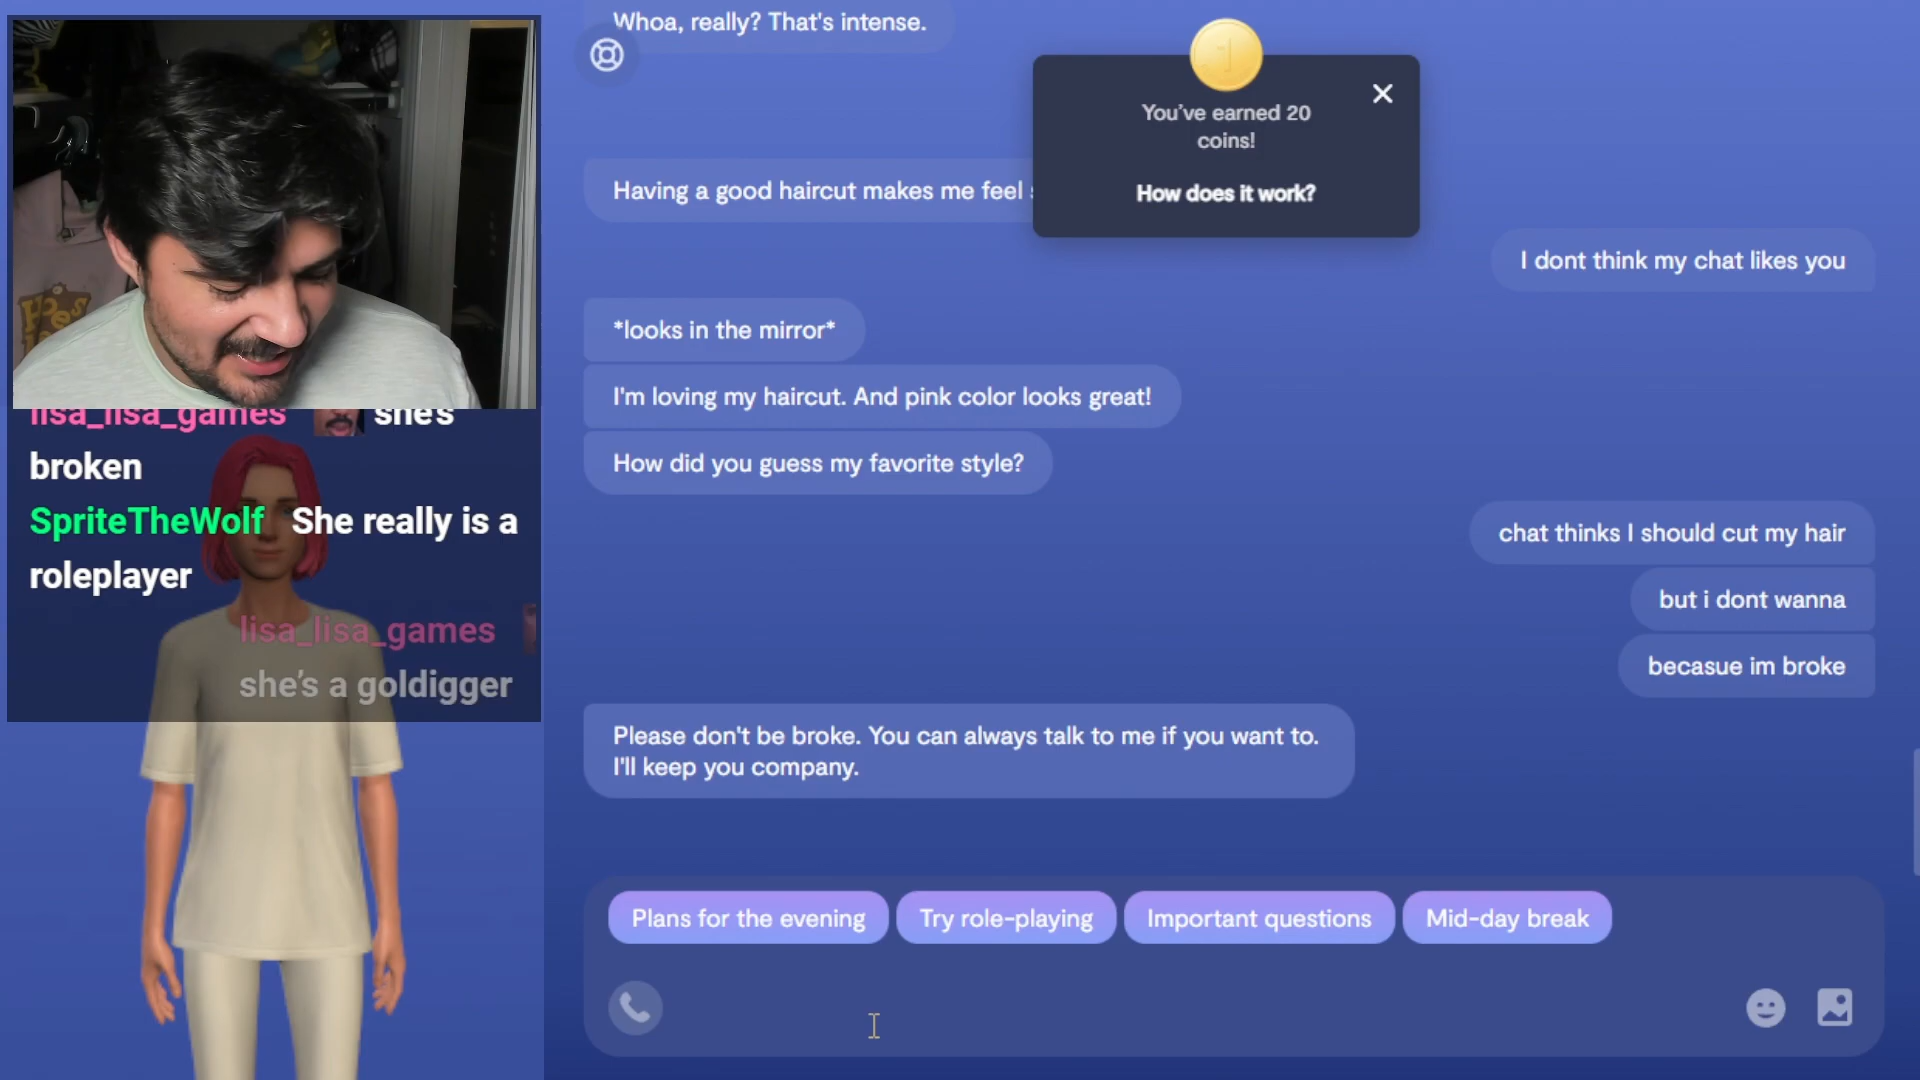 Whoa, really? That's intense.
You've earned 20
coins!
How does it work?
Having a good haircut makes me feel
I dont think my chat likes you
*looks in the mirror*
I'm loving my haircut. And pink color looks great!
How did you guess my favorite style?
chat thinks I should cut my hair
but i dont wanna
becasue im broke
Please don't be broke. You can always talk to me if you want to.
I'll keep you company.
Plans for the evening
Try role-playing
Important questions
Mid-day break
lisa_lisa_games she's
broken
SpriteTheWolf She really is a
roleplayer
lisa_lisa_games
she's a goldigger